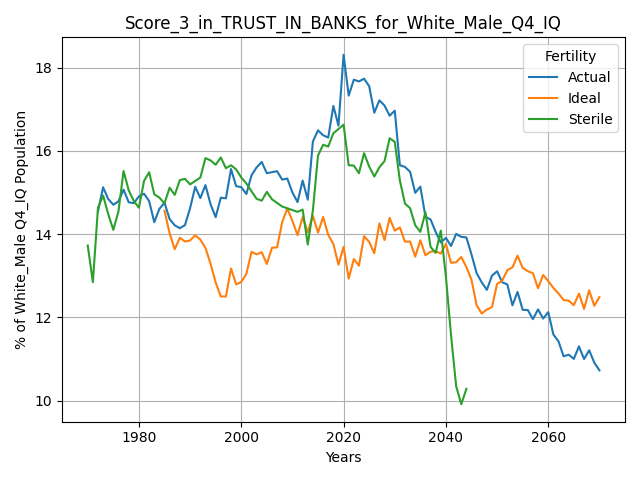 Score_3_in_TRUST_IN_BANKS_for_White_Male_Q4_IQ
Fertility
Actual
Ideal
Sterile
% of White_Male Q4_IQ Population
18
16
14
12
10
1980
2000
2020
2040
2060
Years